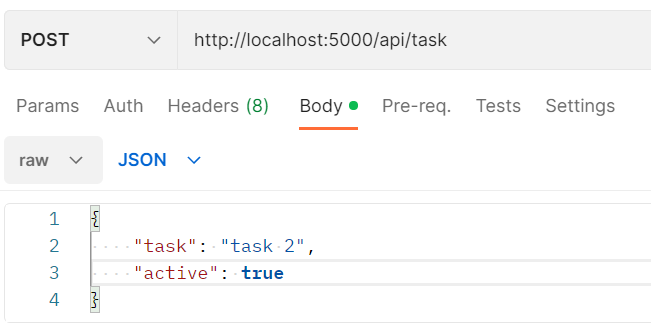 POST http://localhost:5000/api/task
Params Auth Headers (8) Body Pre-req. Tests Settings
raw JSON
1 {
2 "task": "task 2",
3 "active": true
4 }